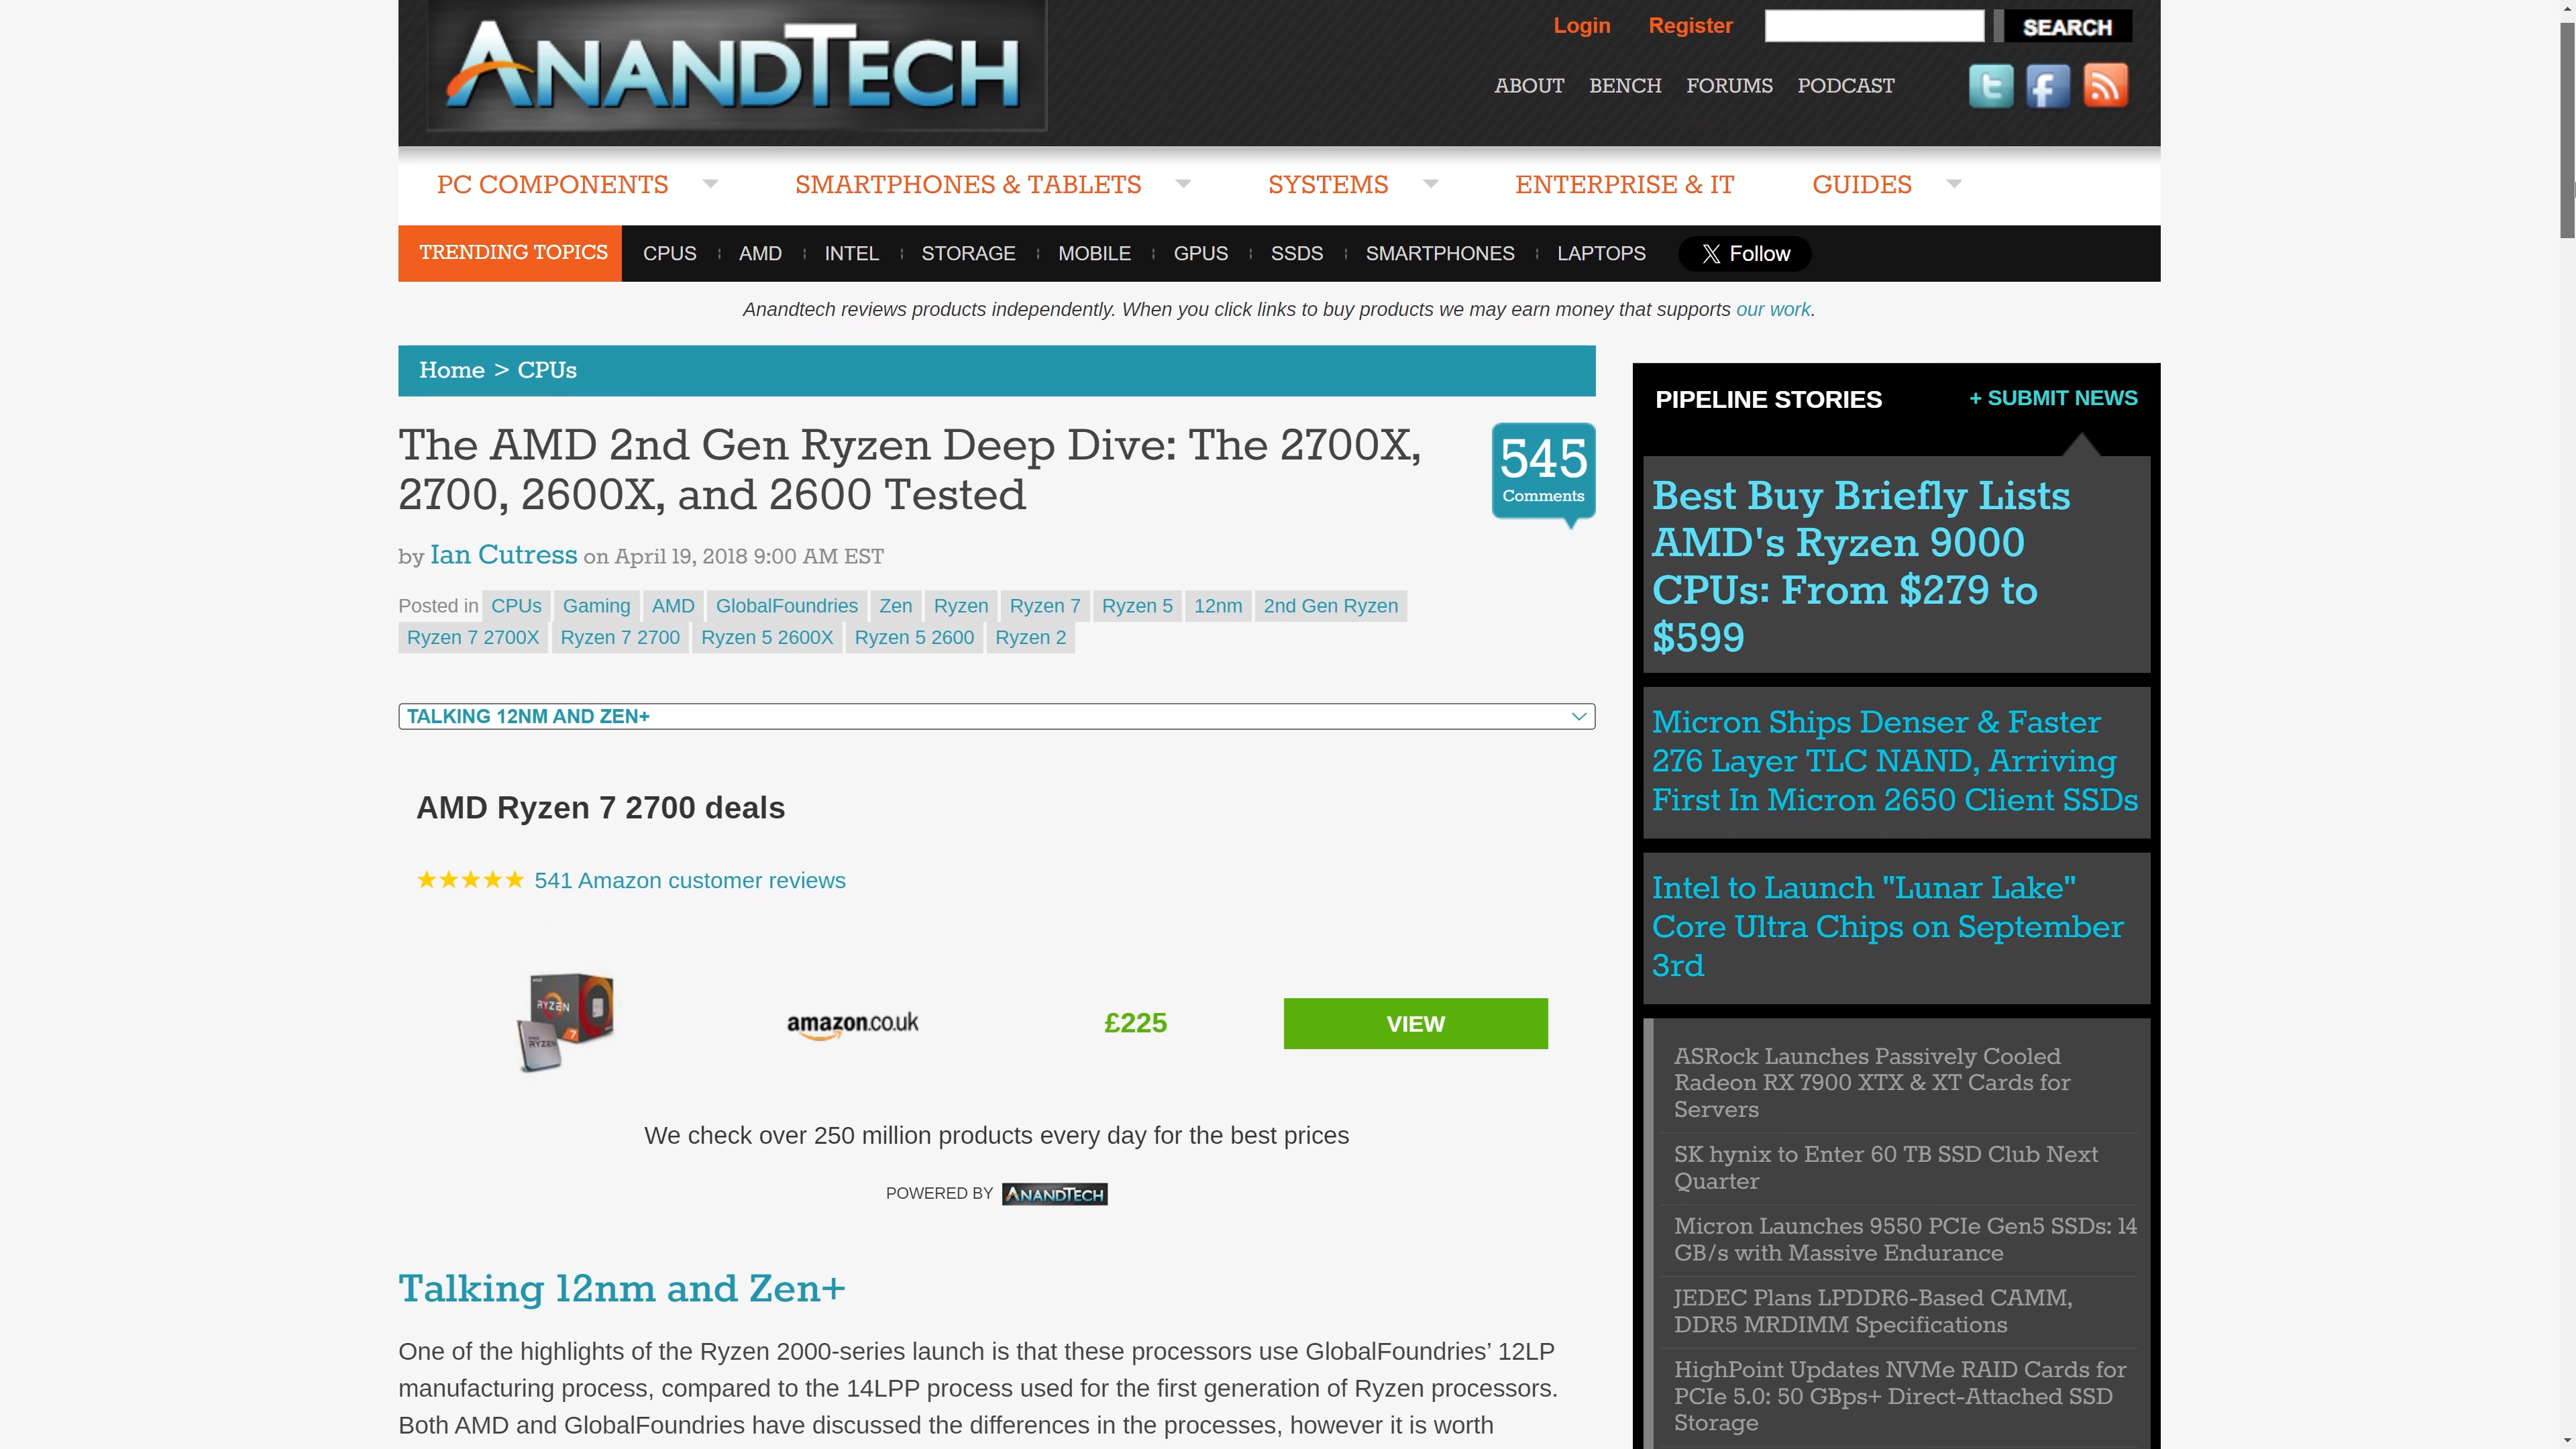 ANANDTECH
Login Register SEARCH
ABOUT BENCH FORUMS PODCAST
PC COMPONENTS SMARTPHONES & TABLETS SYSTEMS ENTERPRISE & IT GUIDES
TRENDING TOPICS CPUS AMD INTEL STORAGE MOBILE GPUS SSDS SMARTPHONES LAPTOPS X Follow
Anandtech reviews products independently. When you click links to buy products we may earn money that supports our work.
Home > CPUs
The AMD 2nd Gen Ryzen Deep Dive: The 2700X,
2700, 2600X, and 2600 Tested
545
Comments
by Ian Cutress on April 19, 2018 9:00 AM EST
Posted in CPUs Gaming AMD GlobalFoundries Zen Ryzen Ryzen 7 Ryzen 5 12nm 2nd Gen Ryzen
Ryzen 7 2700X Ryzen 7 2700 Ryzen 5 2600X Ryzen 5 2600 Ryzen 2
TALKING 12NM AND ZEN+
AMD Ryzen 7 2700 deals
541 Amazon customer reviews
RYZEN
7
RYZEN
amazon.co.uk
£225
VIEW
We check over 250 million products every day for the best prices
POWERED BY ANANDTECH
Talking 12nm and Zen+
One of the highlights of the Ryzen 2000-series launch is that these processors use GlobalFoundries’ 12LP
manufacturing process, compared to the 14LPP process used for the first generation of Ryzen processors.
Both AMD and GlobalFoundries have discussed the differences in the processes, however it is worth
PIPELINE STORIES + SUBMIT NEWS
Best Buy Briefly Lists
AMD's Ryzen 9000
CPUs: From $279 to
$599
Micron Ships Denser & Faster
276 Layer TLC NAND, Arriving
First In Micron 2650 Client SSDs
Intel to Launch "Lunar Lake"
Core Ultra Chips on September
3rd
ASRock Launches Passively Cooled
Radeon RX 7900 XTX & XT Cards for
Servers
SK hynix to Enter 60 TB SSD Club Next
Quarter
Micron Launches 9550 PCIe Gen5 SSDs: 14
GB/s with Massive Endurance
JEDEC Plans LPDDR6-Based CAMM,
DDR5 MRDIMM Specifications
HighPoint Updates NVMe RAID Cards for
PCIe 5.0: 50 GBps+ Direct-Attached SSD
Storage